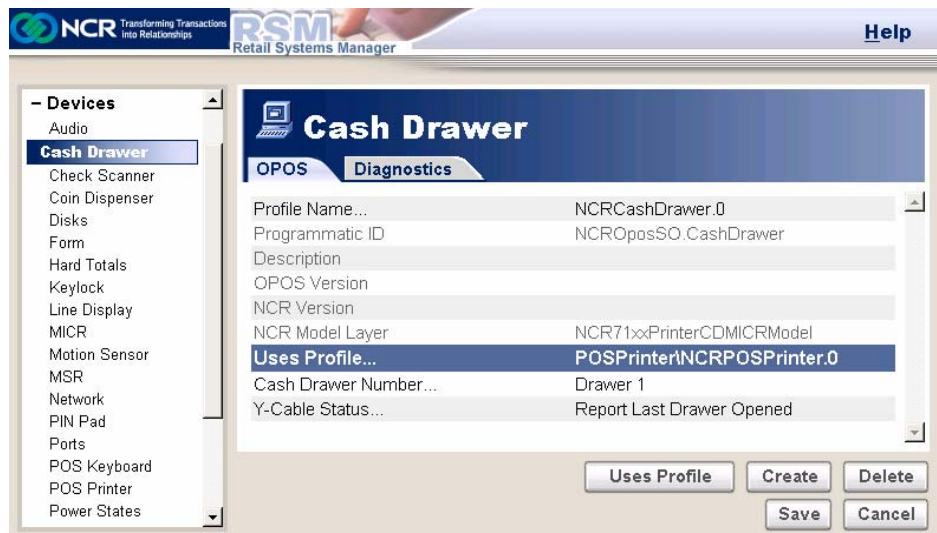 NCR Transforming Transactions
into Relationships
RSM
Retail Systems Manager
Help
– Devices
Audio
Cash Drawer
Check Scanner
Coin Dispenser
Disks
Form
Hard Totals
Keylock
Line Display
MICR
Motion Sensor
MSR
Network
PIN Pad
Ports
POS Keyboard
POS Printer
Power States
Cash Drawer
OPOS Diagnostics
Profile Name... NCRCashDrawer.0
Programmatic ID NCROposSO.CashDrawer
Description
OPOS Version
NCR Version
NCR Model Layer NCR71xxPrinterCDMICRModel
Uses Profile... POSPrinter\NCRPOSPrinter.0
Cash Drawer Number... Drawer 1
Y-Cable Status... Report Last Drawer Opened
Uses Profile Create Delete
Save Cancel